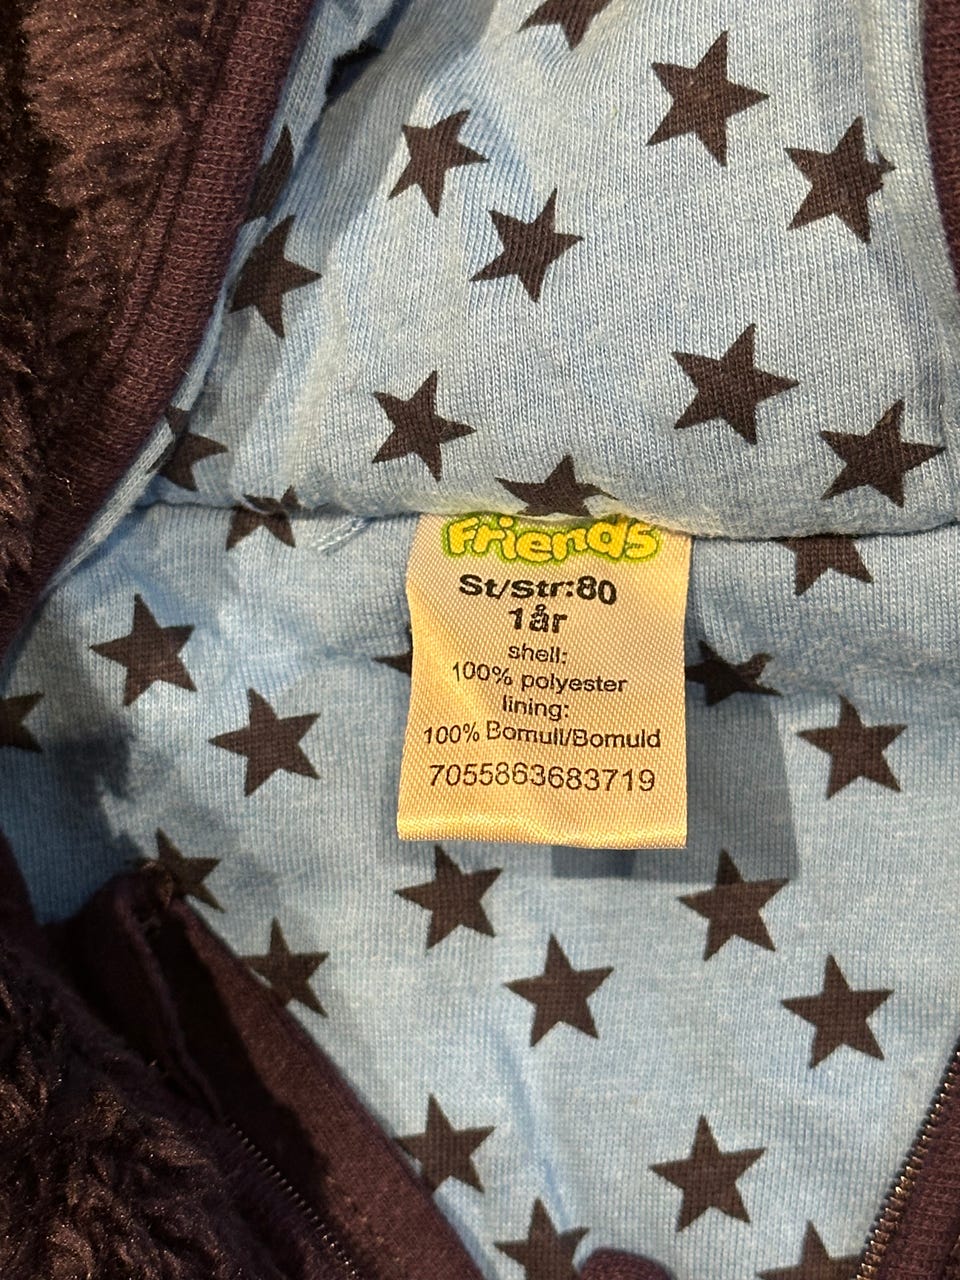 Friends
St/Str:80
1år
shell:
100% polyester
lining:
100% Bomull/Bomuld
7055863683719